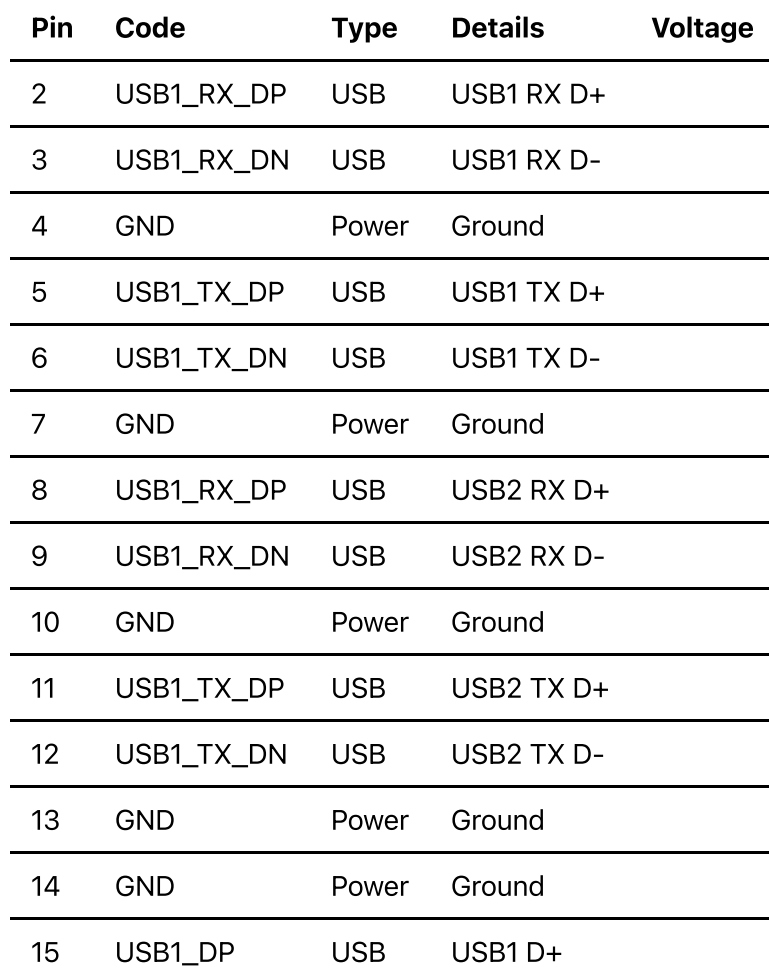 Pin Code Type Details Voltage
2 USB1_RX_DP USB USB1 RX D+
3 USB1_RX_DN USB USB1 RX D-
4 GND Power Ground
5 USB1_TX_DP USB USB1 TX D+
6 USB1_TX_DN USB USB1 TX D-
7 GND Power Ground
8 USB1_RX_DP USB USB2 RX D+
9 USB1_RX_DN USB USB2 RX D-
10 GND Power Ground
11 USB1_TX_DP USB USB2 TX D+
12 USB1_TX_DN USB USB2 TX D-
13 GND Power Ground
14 GND Power Ground
15 USB1_DP USB USB1 D+